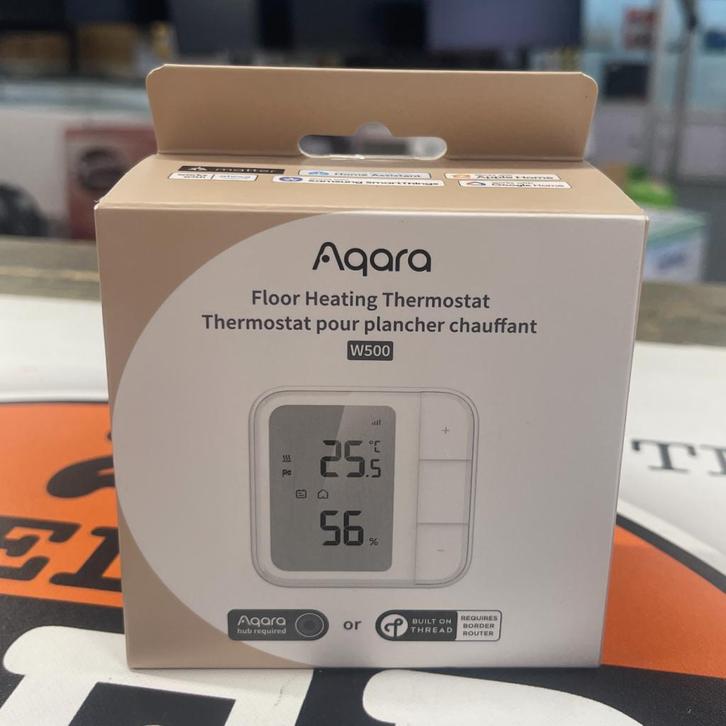 matter
Home Assistant
Apple Home
Samsung SmartThings
Google Home
Aqara
Floor Heating Thermostat
Thermostat pour plancher chauffant
W500
25.5 °C
56 %
Aqara
hub required
or
BUILT ON
THREAD
REQUIRES
BORDER
ROUTER